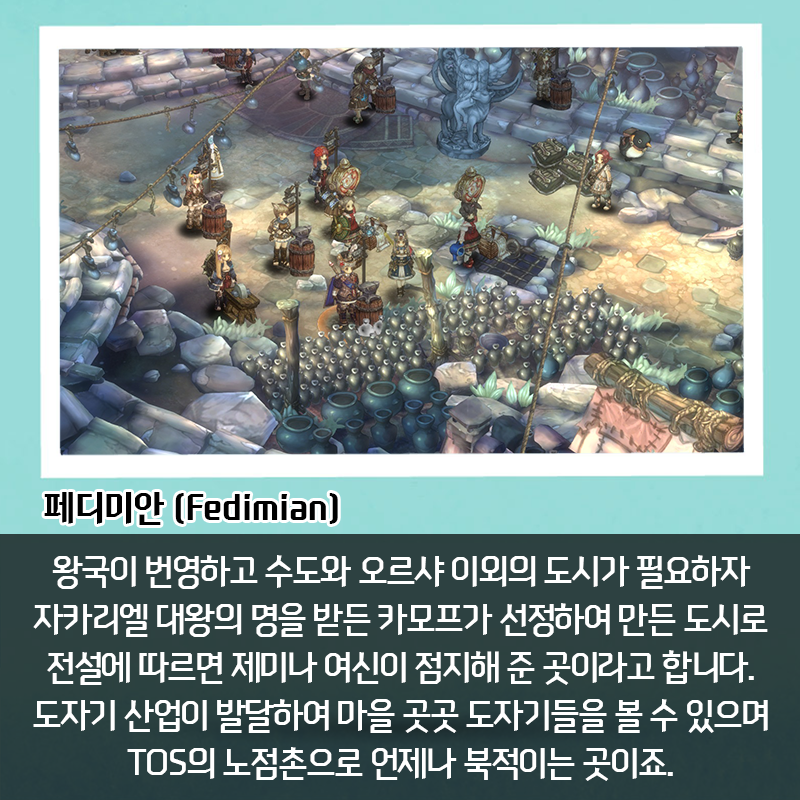 페디미안 (Fedimian)
왕국이 번영하고 수도와 오르샤 이외의 도시가 필요하자
자카리엘 대왕의 명을 받든 카모프가 선정하여 만든 도시로
전설에 따르면 제미나 여신이 점지해 준 곳이라고 합니다.
도자기 산업이 발달하여 마을 곳곳 도자기들을 볼 수 있으며
TOS의 노점촌으로 언제나 북적이는 곳이죠.